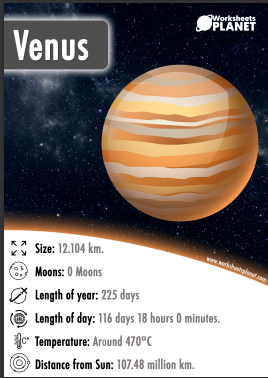 Venus
Worksheets
PLANET
www.worksheetsplanet.com
Size: 12.104 km.
Moons: 0 Moons
Length of year: 225 days
Length of day: 116 days 18 hours 0 minutes.
C° Temperature: Around 470°C
Distance from Sun: 107.48 million km.